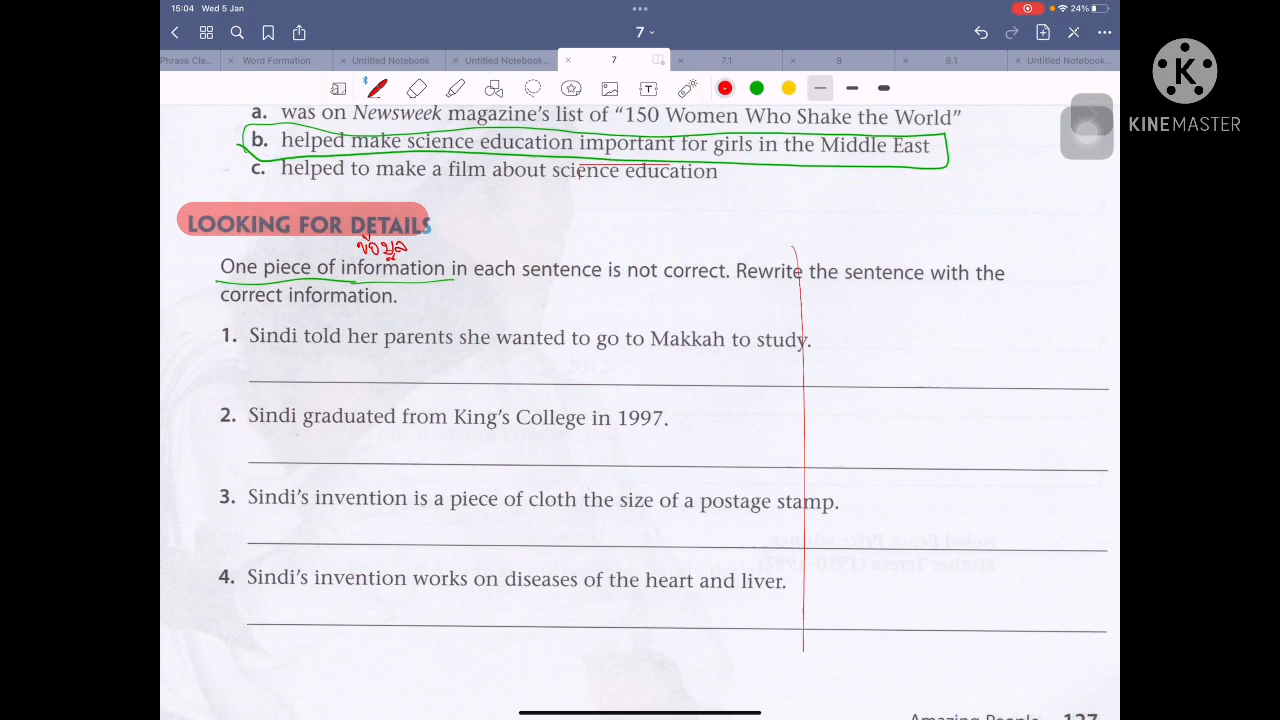 15:04 Wed 5 Jan
24%
7
Phrase Cla...
Word Formation
Untitled Notebook
Untitled Notebook...
7
7.1
8
8.1
Untitled Notebook...
KINEMASTER
a. was on Newsweek magazine's list of "150 Women Who Shake the World"
b. helped make science education important for girls in the Middle East
c. helped to make a film about science education
LOOKING FOR DETAILS
ข้อมูล
One piece of information in each sentence is not correct. Rewrite the sentence with the
correct information.
1. Sindi told her parents she wanted to go to Makkah to study.
2. Sindi graduated from King's College in 1997.
3. Sindi's invention is a piece of cloth the size of a postage stamp.
4. Sindi's invention works on diseases of the heart and liver.
Amazing People 127